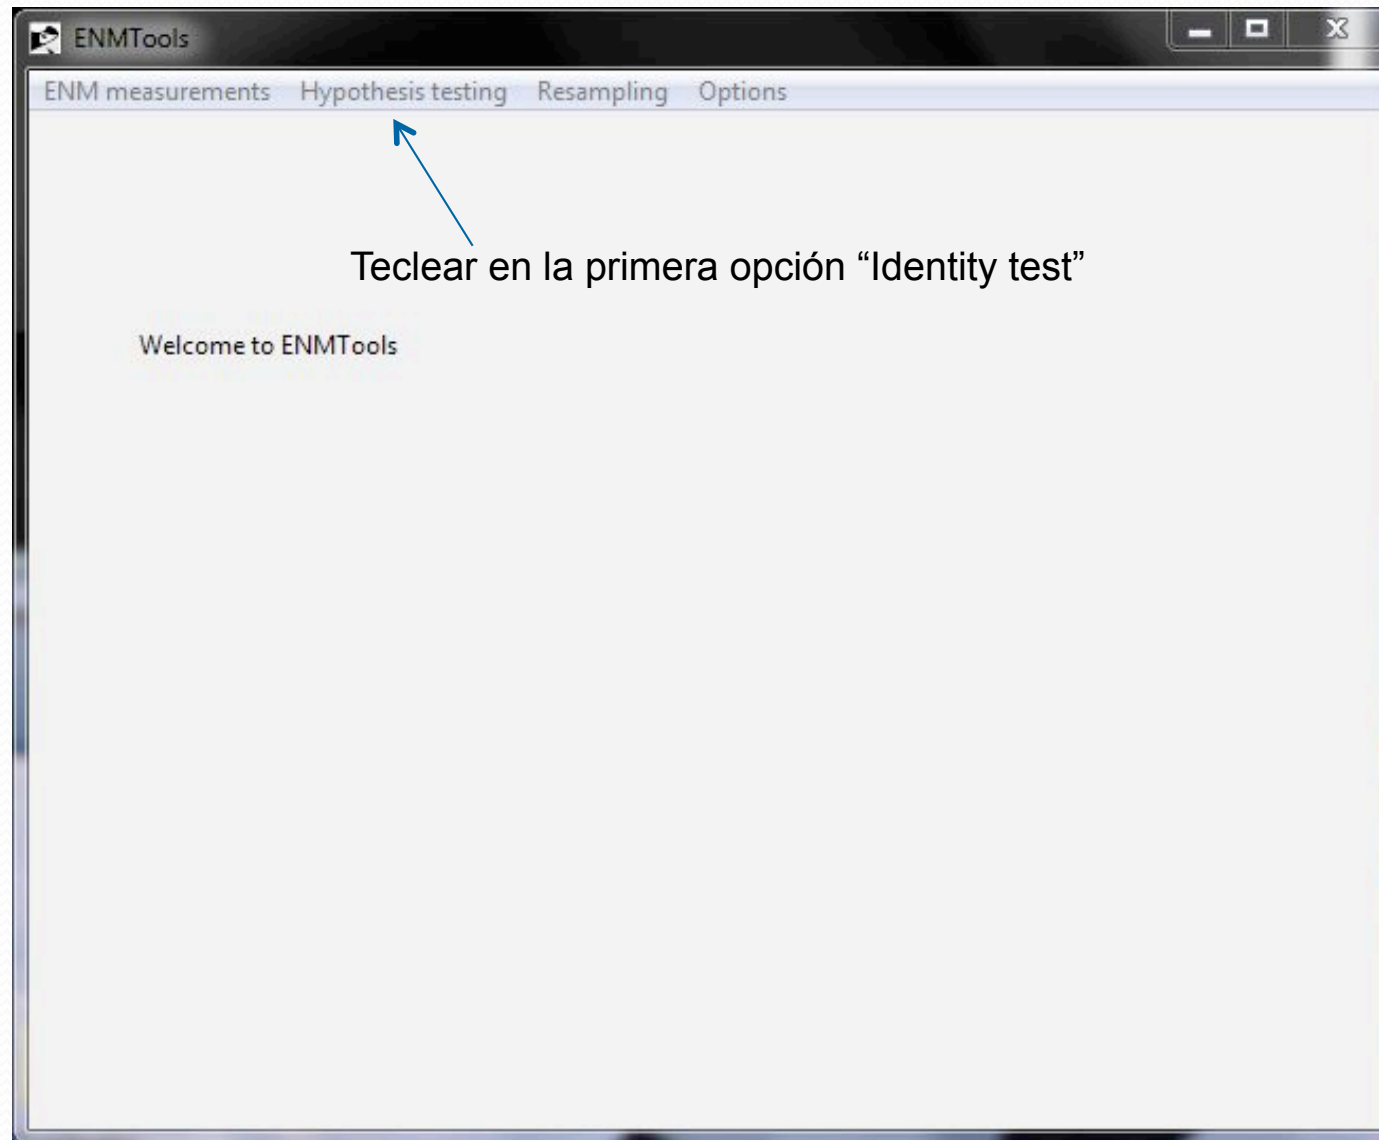 ENMTools
ENM measurements Hypothesis testing Resampling Options
Teclear en la primera opción “Identity test”
Welcome to ENMTools